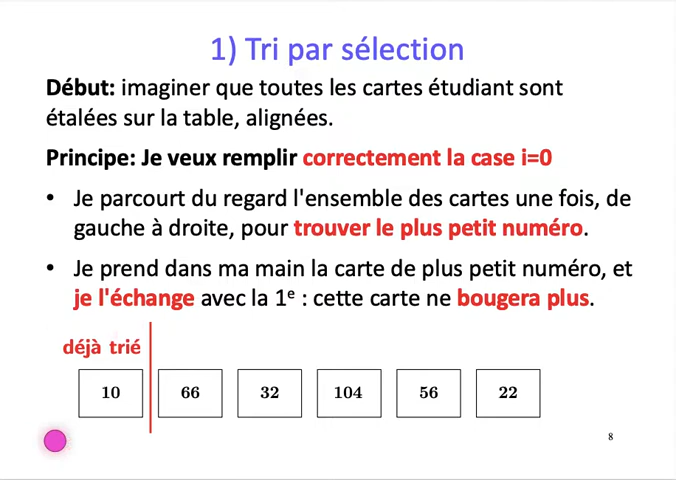 1) Tri par sélection
Début: imaginer que toutes les cartes étudiant sont
étalées sur la table, alignées.
Principe: Je veux remplir correctement la case i=0
• Je parcourt du regard l'ensemble des cartes une fois, de
gauche à droite, pour trouver le plus petit numéro.
• Je prend dans ma main la carte de plus petit numéro, et
je l'échange avec la 1e : cette carte ne bougera plus.
déjà trié
10 66 32 104 56 22
8